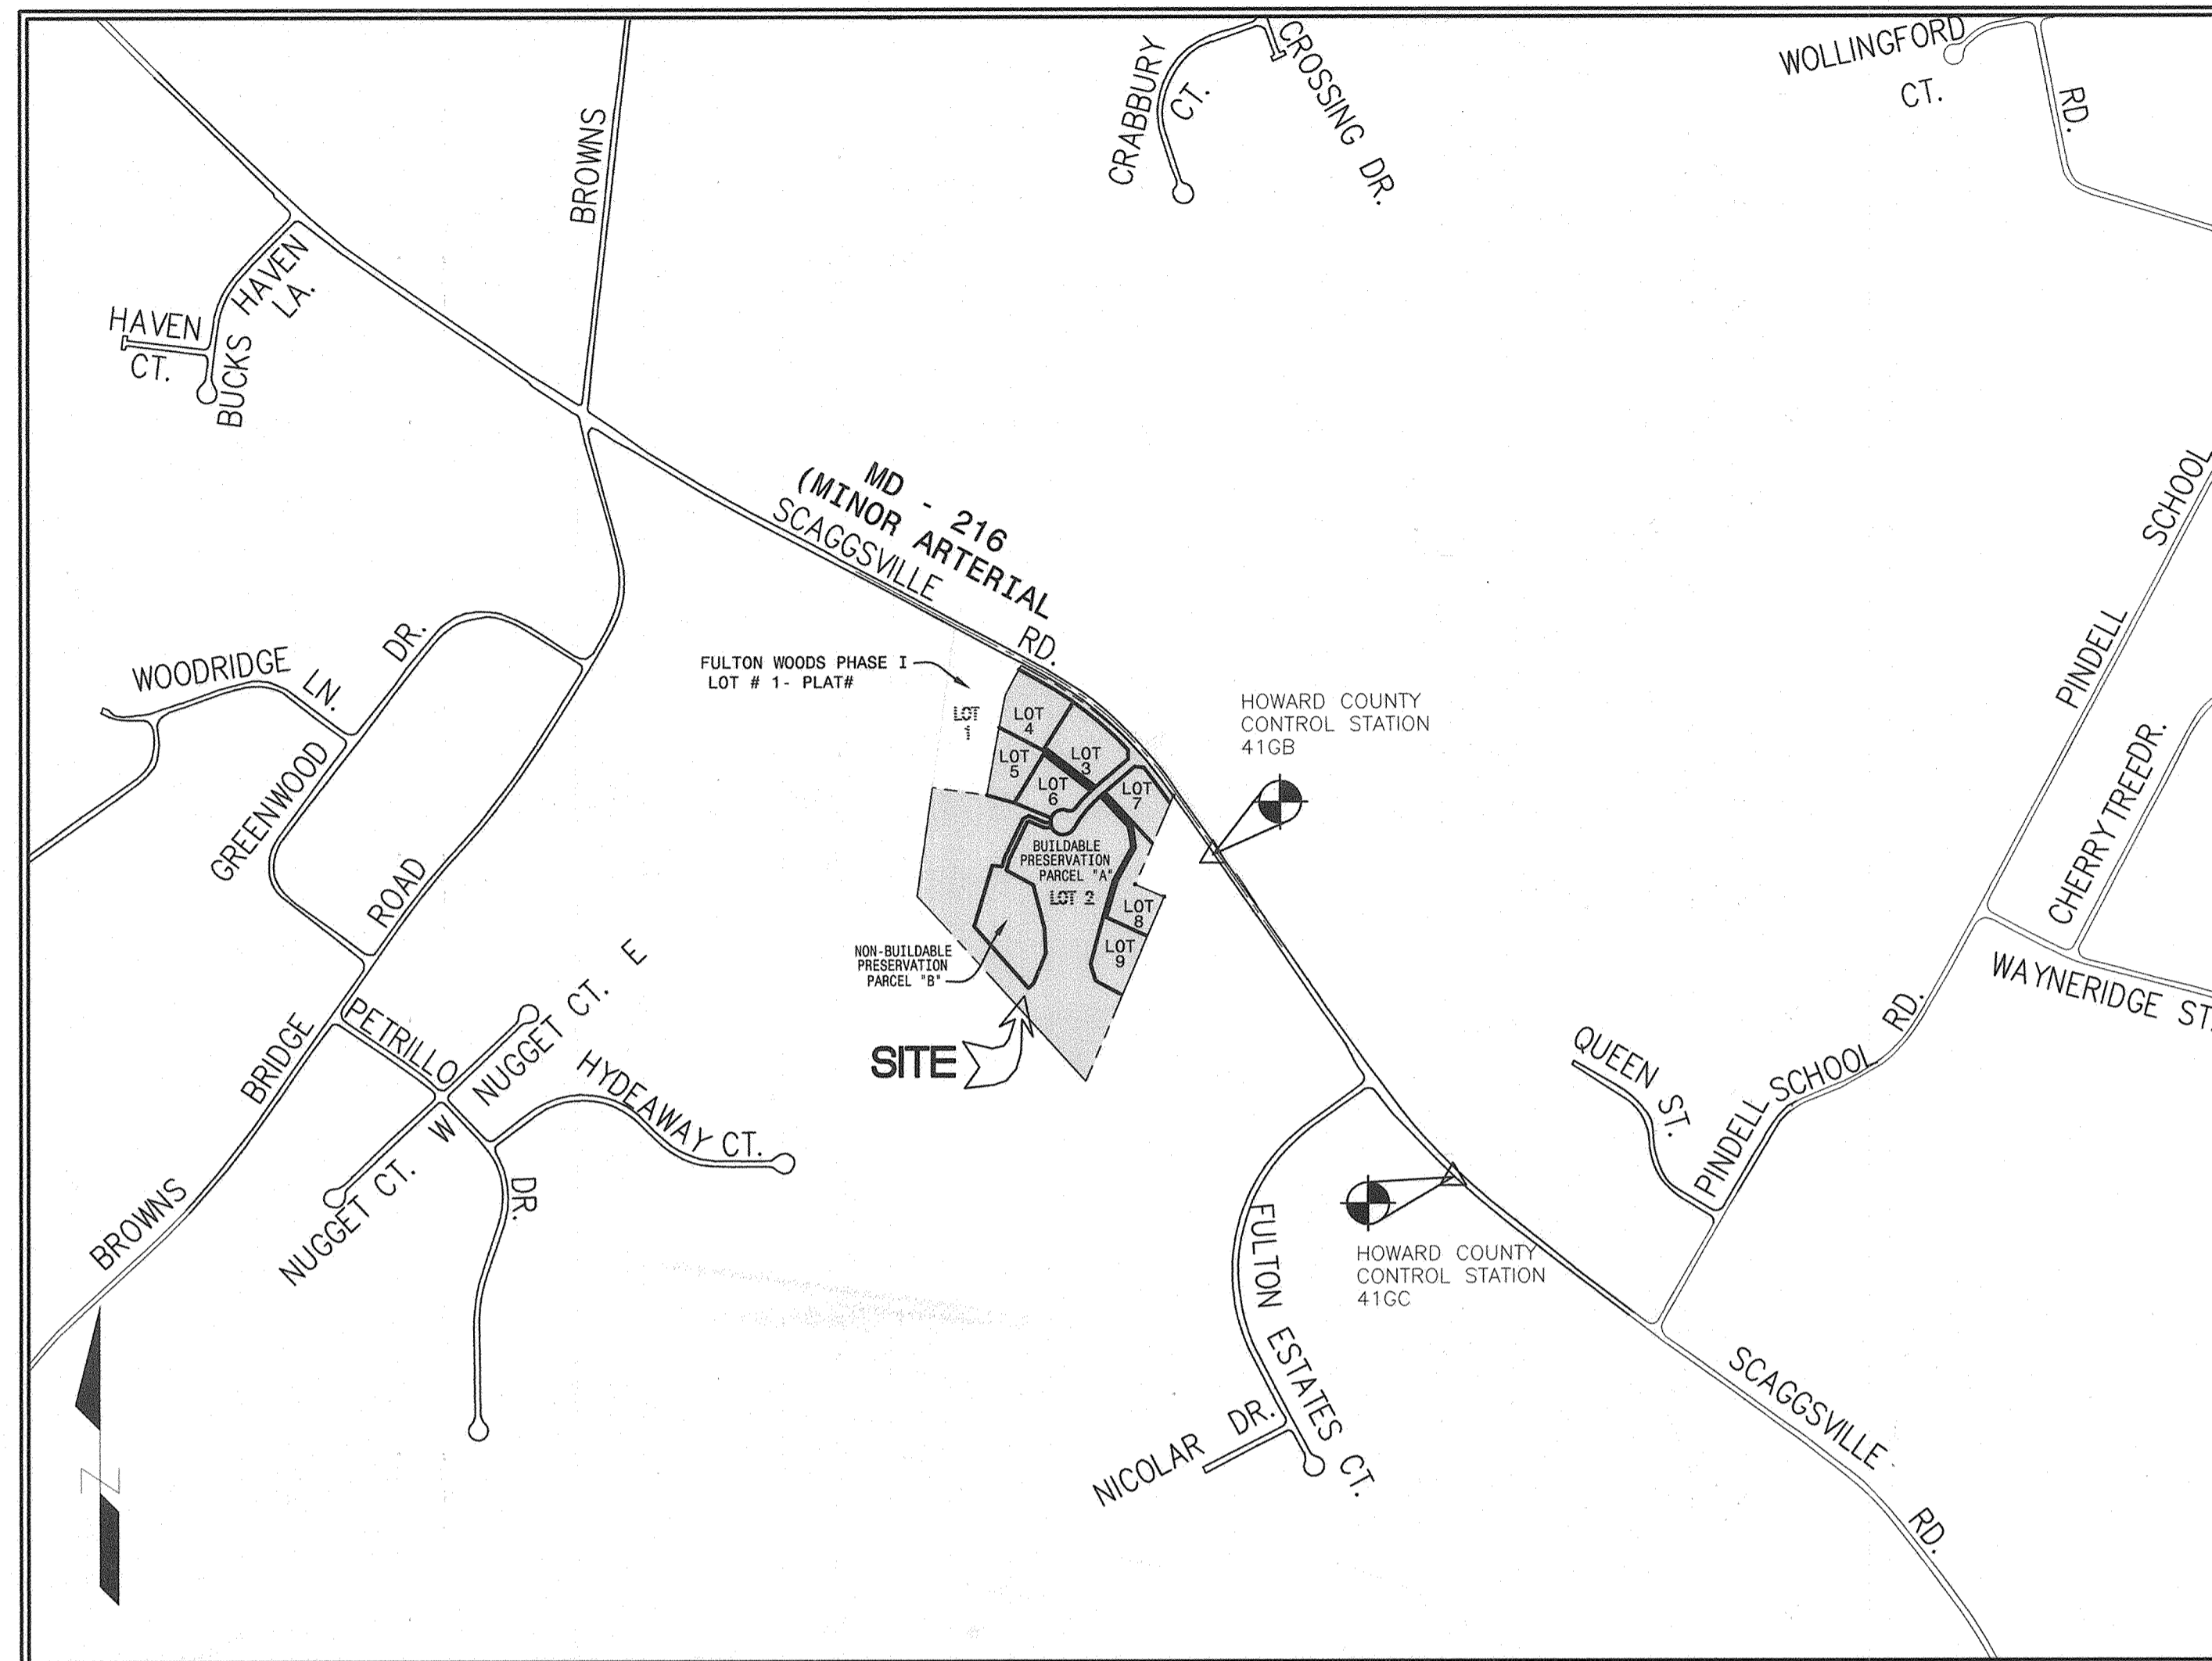 WOLLINGFORD
CT.
RD.
CROSSING DR.
CRABBURY
CT.
BROWNS
HAVEN
LA.
BUCKS
HAVEN
CT.
MD - 216
(MINOR ARTERIAL
SCAGGSVILLE
RD.
SCHOOL
PINDELL
CHERRYTREE DR.
WAYNERIDGE ST.
FULTON WOODS PHASE I
LOT # 1- PLAT#
LOT
1
LOT
4
LOT
3
LOT
5
LOT
6
LOT
7
BUILDABLE
PRESERVATION
PARCEL "A"
LOT 2
LOT
8
LOT
9
NON-BUILDABLE
PRESERVATION
PARCEL "B"
SITE
HOWARD COUNTY
CONTROL STATION
41GB
WOODRIDGE LN.
GREENWOOD DR.
BROWNS BRIDGE ROAD
PETRILLO DR.
NUGGET CT. E
NUGGET CT. W
HYDEAWAY CT.
QUEEN ST.
PINDELL SCHOOL RD.
HOWARD COUNTY
CONTROL STATION
41GC
FULTON ESTATES CT.
NICOLAR DR.
SCAGGSVILLE RD.
N